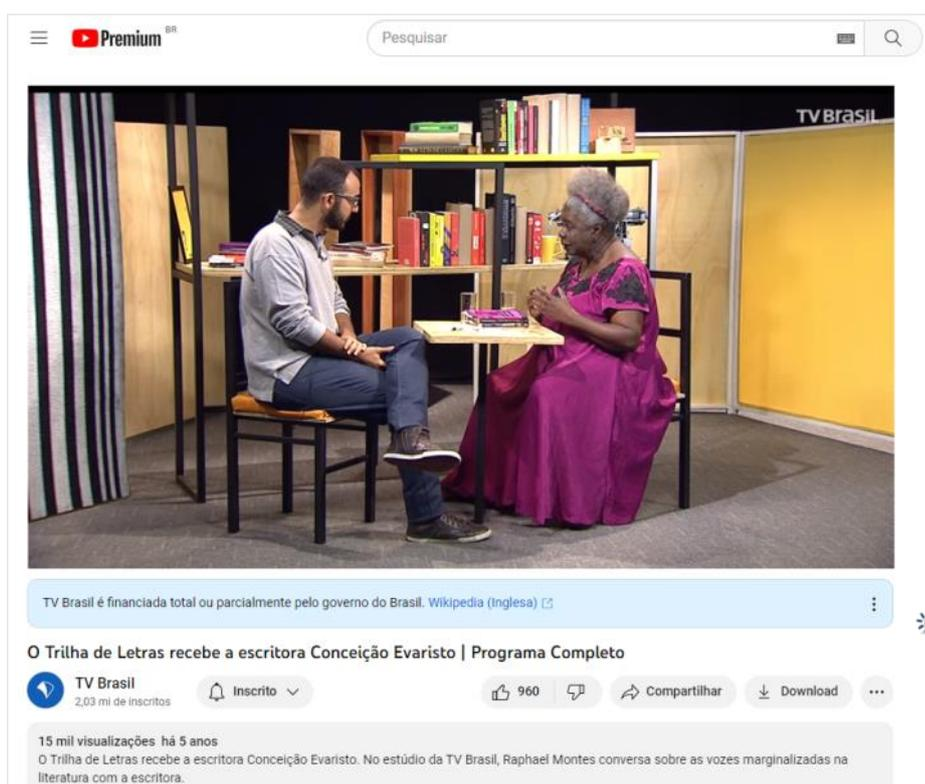 Premium BR
Pesquisar
TV BRASIL
TV Brasil é financiada total ou parcialmente pelo governo do Brasil. Wikipedia (Inglesa)
O Trilha de Letras recebe a escritora Conceição Evaristo | Programa Completo
TV Brasil
2,03 mi de inscritos
Inscrito
960
Compartilhar
Download
15 mil visualizações há 5 anos
O Trilha de Letras recebe a escritora Conceição Evaristo. No estúdio da TV Brasil, Raphael Montes conversa sobre as vozes marginalizadas na
literatura com a escritora.